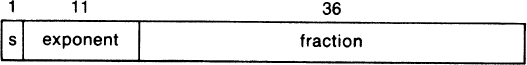 1 11 36
s exponent fraction